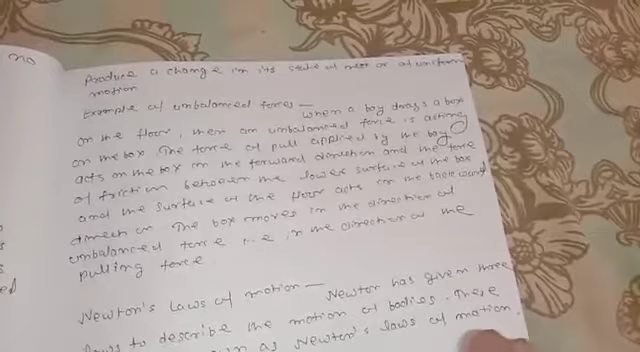 no
Produce a change in its state of rest or of uniform
motion
Example of unbalanced forces —
when a boy drags a box
on the floor, then an unbalanced force is acting
on the box. The force of pull applied by the boy
acts on the box in the forward direction and the force
of friction between the lower surface of the box
and the surface of the floor acts in the backward
direction. The box moves in the direction of
unbalanced force i.e in the direction of the
pulling force.
Newton's Laws of motion —
Newton has given three
laws to describe the motion of bodies. These
as Newton's laws of motion.